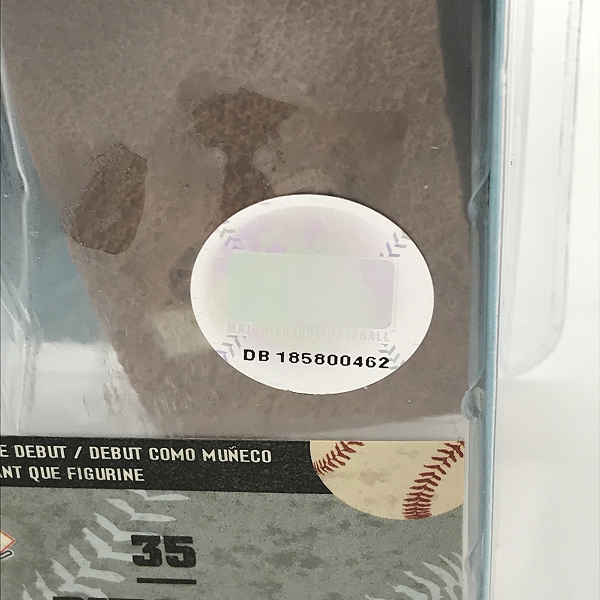 MAJOR LEAGUE BASEBALL
DB 185800462
E DEBUT / DEBUT COMO MUÑECO
ANT QUE FIGURINE
35